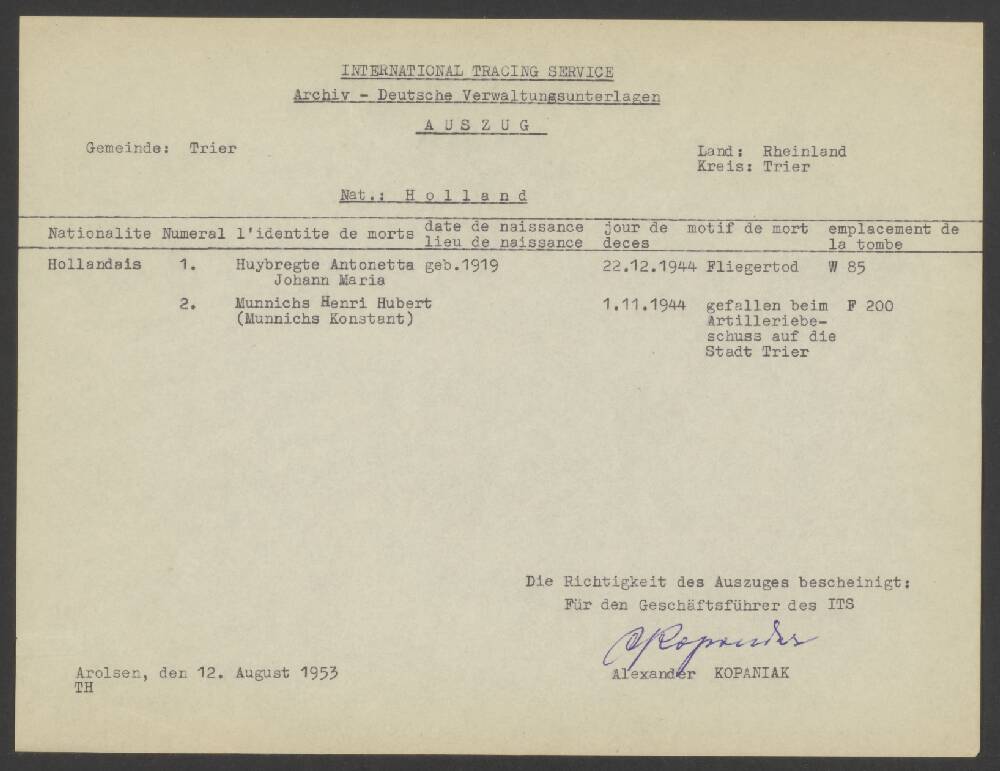 INTERNATIONAL TRACING SERVICE
Archiv - Deutsche Verwaltungsunterlagen
A U S Z U G
Gemeinde: Trier
Land: Rheinland
Kreis: Trier
Nat.: H o l l a n d
Nationalite Numeral l'identite de morts date de naissance jour de motif de mort emplacement de
lieu de naissance deces la tombe
Hollandais 1. Huybregte Antonetta geb.1919 22.12.1944 Fliegertod W 85
Johann Maria
2. Munnichs Henri Hubert 1.11.1944 gefallen beim F 200
(Munnichs Konstant) Artilleriebe-
schuss auf die
Stadt Trier
Die Richtigkeit des Auszuges bescheinigt:
Für den Geschäftsführer des ITS
AKopaniak
Alexander KOPANIAK
Arolsen, den 12. August 1953
TH